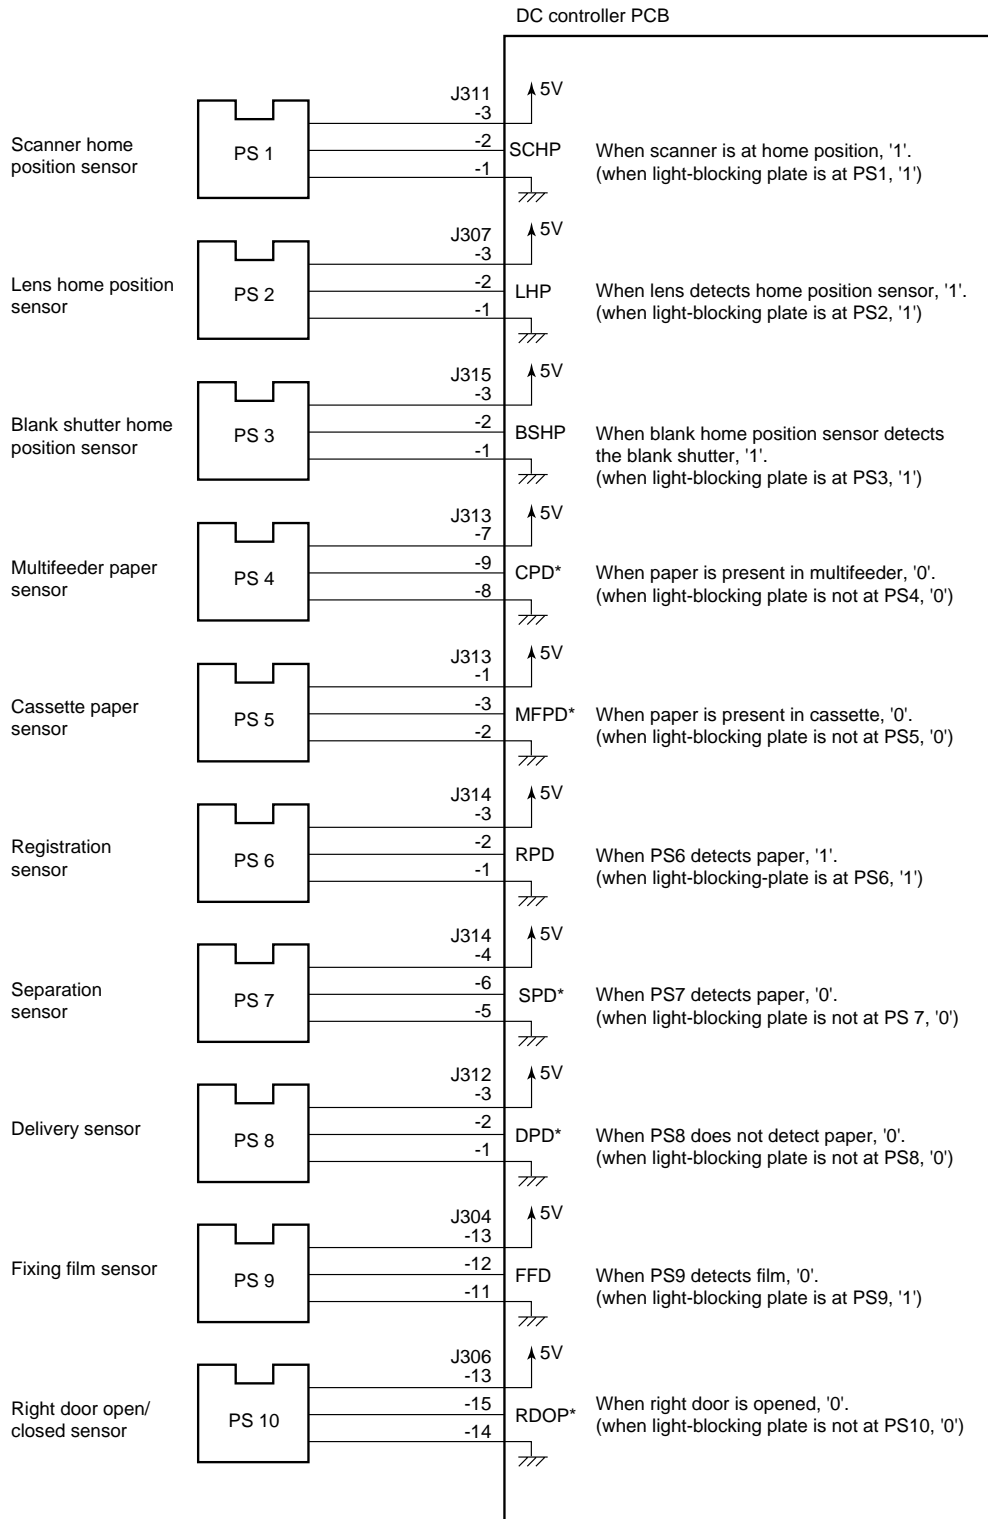 DC controller PCB
J311
5V
-3
Scanner home
position sensor
PS 1
-2
SCHP
When scanner is at home position, '1'.
-1
(when light-blocking plate is at PS1, '1')
J307
5V
-3
Lens home position
sensor
PS 2
-2
LHP
When lens detects home position sensor, '1'.
-1
(when light-blocking plate is at PS2, '1')
J315
5V
-3
Blank shutter home
position sensor
PS 3
-2
BSHP
When blank home position sensor detects
the blank shutter, '1'.
-1
(when light-blocking plate is at PS3, '1')
J313
5V
-7
Multifeeder paper
sensor
PS 4
-9
CPD*
When paper is present in multifeeder, '0'.
-8
(when light-blocking plate is not at PS4, '0')
J313
5V
-1
Cassette paper
sensor
PS 5
-3
MFPD*
When paper is present in cassette, '0'.
-2
(when light-blocking plate is not at PS5, '0')
J314
5V
-3
Registration
sensor
PS 6
-2
RPD
When PS6 detects paper, '1'.
-1
(when light-blocking-plate is at PS6, '1')
J314
5V
-4
Separation
sensor
PS 7
-6
SPD*
When PS7 detects paper, '0'.
-5
(when light-blocking plate is not at PS 7, '0')
J312
5V
-3
Delivery sensor
PS 8
-2
DPD*
When PS8 does not detect paper, '0'.
-1
(when light-blocking plate is not at PS8, '0')
J304
5V
-13
Fixing film sensor
PS 9
-12
FFD
When PS9 detects film, '0'.
-11
(when light-blocking plate is at PS9, '1')
J306
5V
-13
Right door open/
closed sensor
PS 10
-15
RDOP*
When right door is opened, '0'.
-14
(when light-blocking plate is not at PS10, '0')